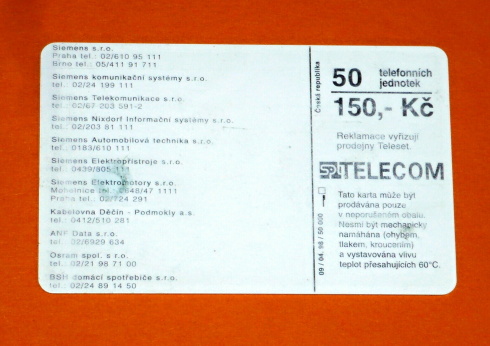 Siemens s.r.o.
Praha tel.: 02/610 95 111
Brno tel.: 05/411 91 711
Siemens komunikační systémy s.r.o.
tel.: 02/24 199 111
Siemens Telekomunikace s.r.o.
tel.: 02/67 203 591-2
Siemens Nixdorf Informační systémy s.r.o.
tel.: 02/203 81 111
Siemens Automobilová technika s.r.o.
tel.: 0183/610 111
Siemens Elektropřístroje s.r.o.
tel.: 0439/805 111
Siemens Elektromotory s.r.o.
Mohelnice tel.: 0648/47 1111
Praha tel.: 02/724 291
Kabelovna Děčín - Podmokly a.s.
tel.: 0412/510 281
ANF Data s.r.o.
tel.: 02/6929 634
Osram spol. s r.o.
tel.: 02/21 98 71 00
BSH domácí spotřebiče s.r.o.
tel.: 02/24 89 14 50
Česká republika
09 / 04. 98 / 50 000
50 telefonních
jednotek
150,- Kč
Reklamace vyřizují
prodejny Teleset.
SPT TELECOM
Tato karta může být
prodávána pouze
v neporušeném obalu.
Nesmí být mechanicky
namáhána (ohybem,
tlakem, kroucením)
a vystavována vlivu
teplot přesahujících 60°C.